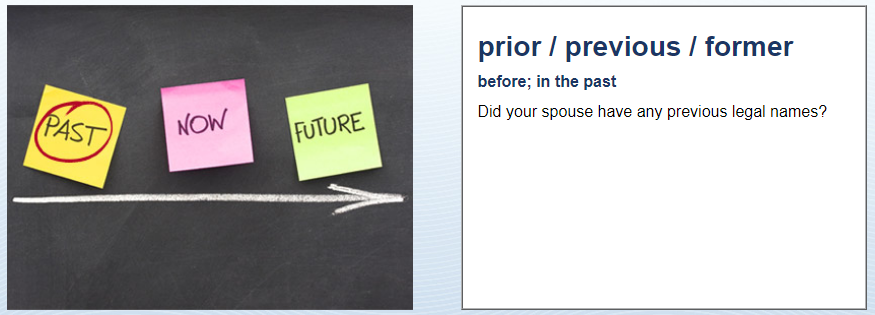 PAST
NOW
FUTURE
prior / previous / former
before; in the past
Did your spouse have any previous legal names?